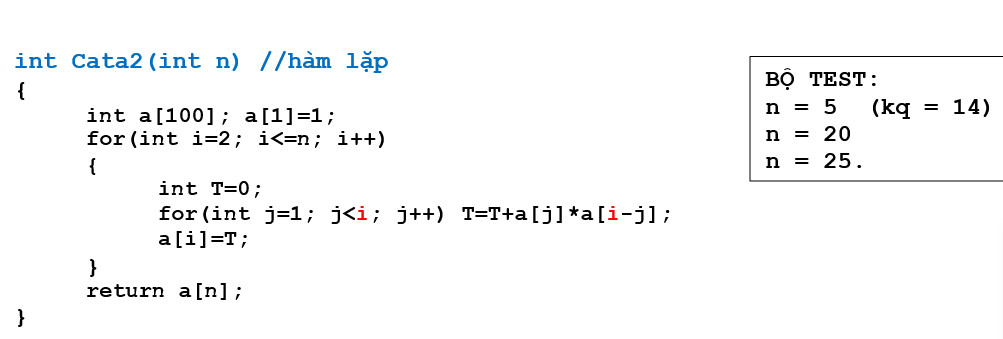 int Cata2(int n) //hàm lặp
{
int a[100]; a[1]=1;
for(int i=2; i<=n; i++)
{
int T=0;
for(int j=1; j<i; j++) T=T+a[j]*a[i-j];
a[i]=T;
}
return a[n];
}
BỘ TEST:
n = 5 (kq = 14)
n = 20
n = 25.